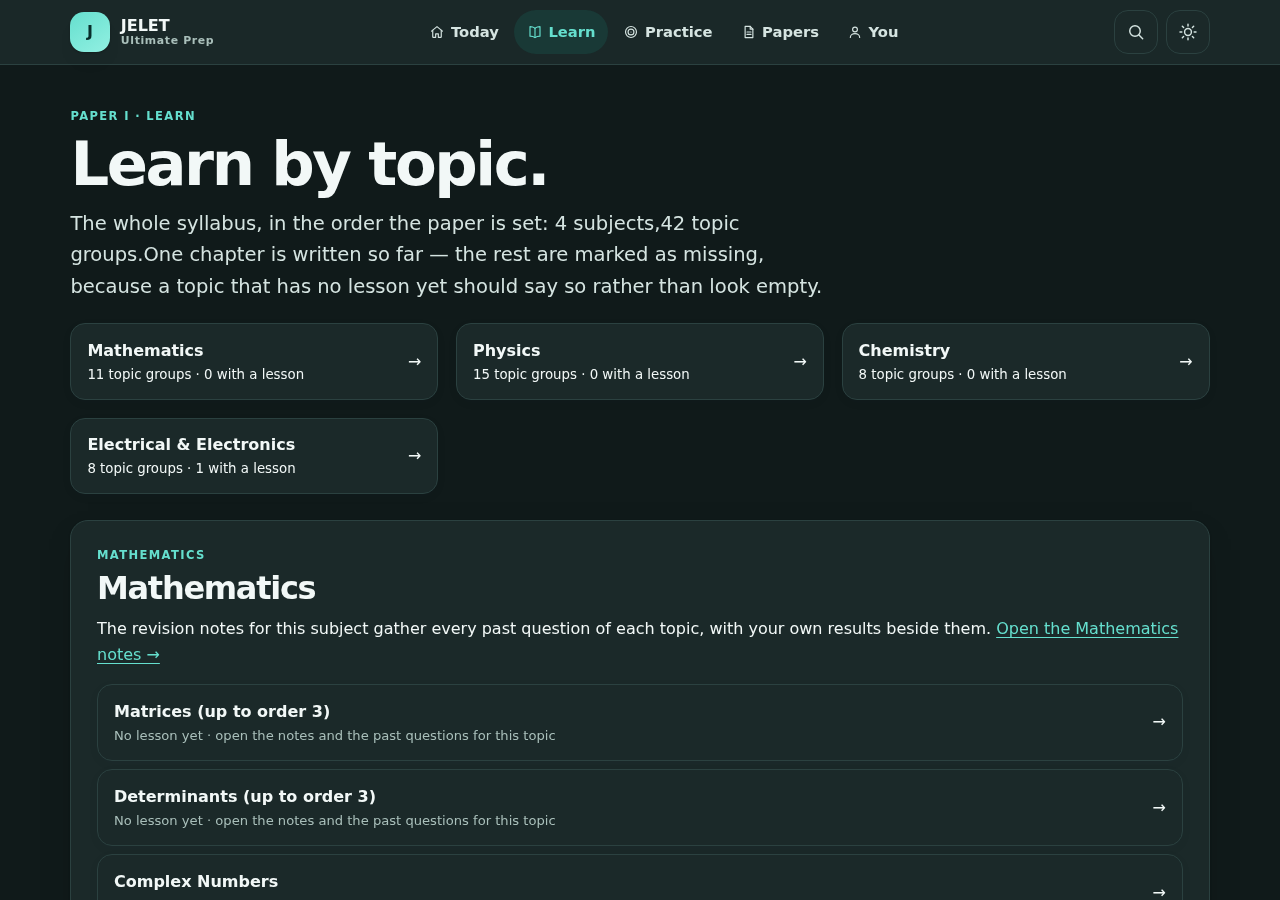 J
JELET
Ultimate Prep
Today
Learn
Practice
Papers
You
PAPER I · LEARN
Learn by topic.
The whole syllabus, in the order the paper is set: 4 subjects,42 topic
groups.One chapter is written so far — the rest are marked as missing,
because a topic that has no lesson yet should say so rather than look empty.
Mathematics
11 topic groups · 0 with a lesson
→
Physics
15 topic groups · 0 with a lesson
→
Chemistry
8 topic groups · 0 with a lesson
→
Electrical & Electronics
8 topic groups · 1 with a lesson
→
MATHEMATICS
Mathematics
The revision notes for this subject gather every past question of each topic, with your own results beside them. Open the Mathematics
notes →
Matrices (up to order 3)
No lesson yet · open the notes and the past questions for this topic
→
Determinants (up to order 3)
No lesson yet · open the notes and the past questions for this topic
→
Complex Numbers
→